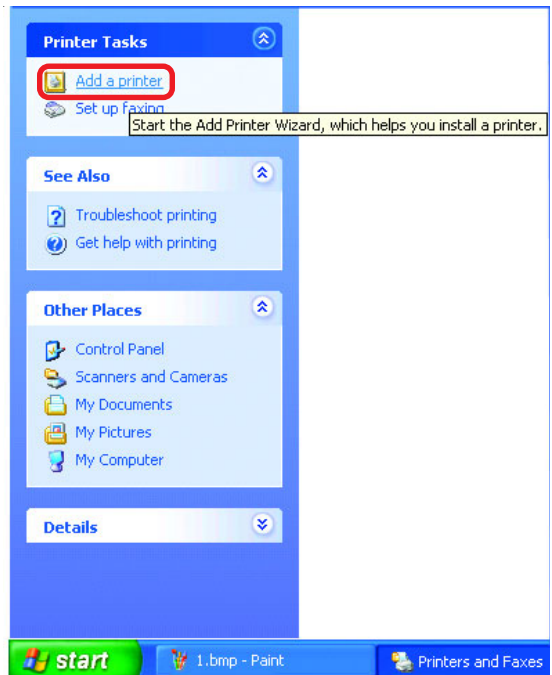 Printer Tasks
Add a printer
Set up faxing
Start the Add Printer Wizard, which helps you install a printer.
See Also
Troubleshoot printing
Get help with printing
Other Places
Control Panel
Scanners and Cameras
My Documents
My Pictures
My Computer
Details
start
1.bmp - Paint
Printers and Faxes